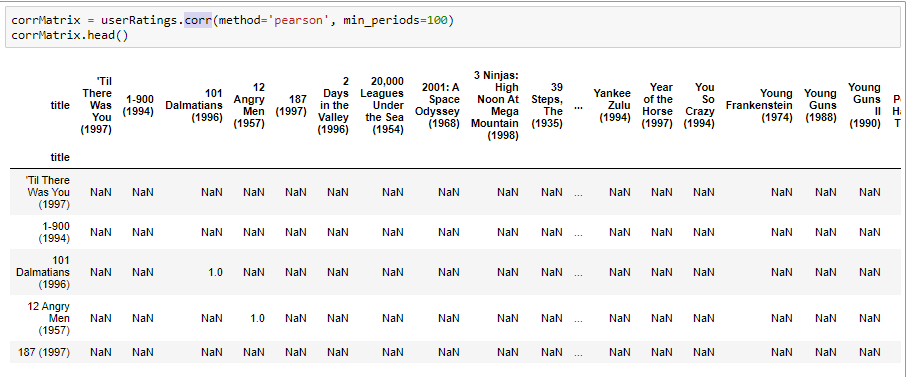 corrMatrix = userRatings.corr(method='pearson', min_periods=100)
corrMatrix.head()
title 'Til There Was You (1997) 1-900 (1994) 101 Dalmatians (1996) 12 Angry Men (1957) 187 (1997) 2 Days in the Valley (1996) 20,000 Leagues Under the Sea (1954) 2001: A Space Odyssey (1968) 3 Ninjas: High Noon At Mega Mountain (1998) 39 Steps, The (1935) ... Yankee Zulu (1994) Year of the Horse (1997) You So Crazy (1994) Young Frankenstein (1974) Young Guns (1988) Young Guns II (1990)
title
'Til There Was You (1997) NaN NaN NaN NaN NaN NaN NaN NaN NaN NaN ... NaN NaN NaN NaN NaN NaN
1-900 (1994) NaN NaN NaN NaN NaN NaN NaN NaN NaN NaN ... NaN NaN NaN NaN NaN NaN
101 Dalmatians (1996) NaN NaN 1.0 NaN NaN NaN NaN NaN NaN NaN ... NaN NaN NaN NaN NaN NaN
12 Angry Men (1957) NaN NaN NaN 1.0 NaN NaN NaN NaN NaN NaN ... NaN NaN NaN NaN NaN NaN
187 (1997) NaN NaN NaN NaN NaN NaN NaN NaN NaN NaN ... NaN NaN NaN NaN NaN NaN